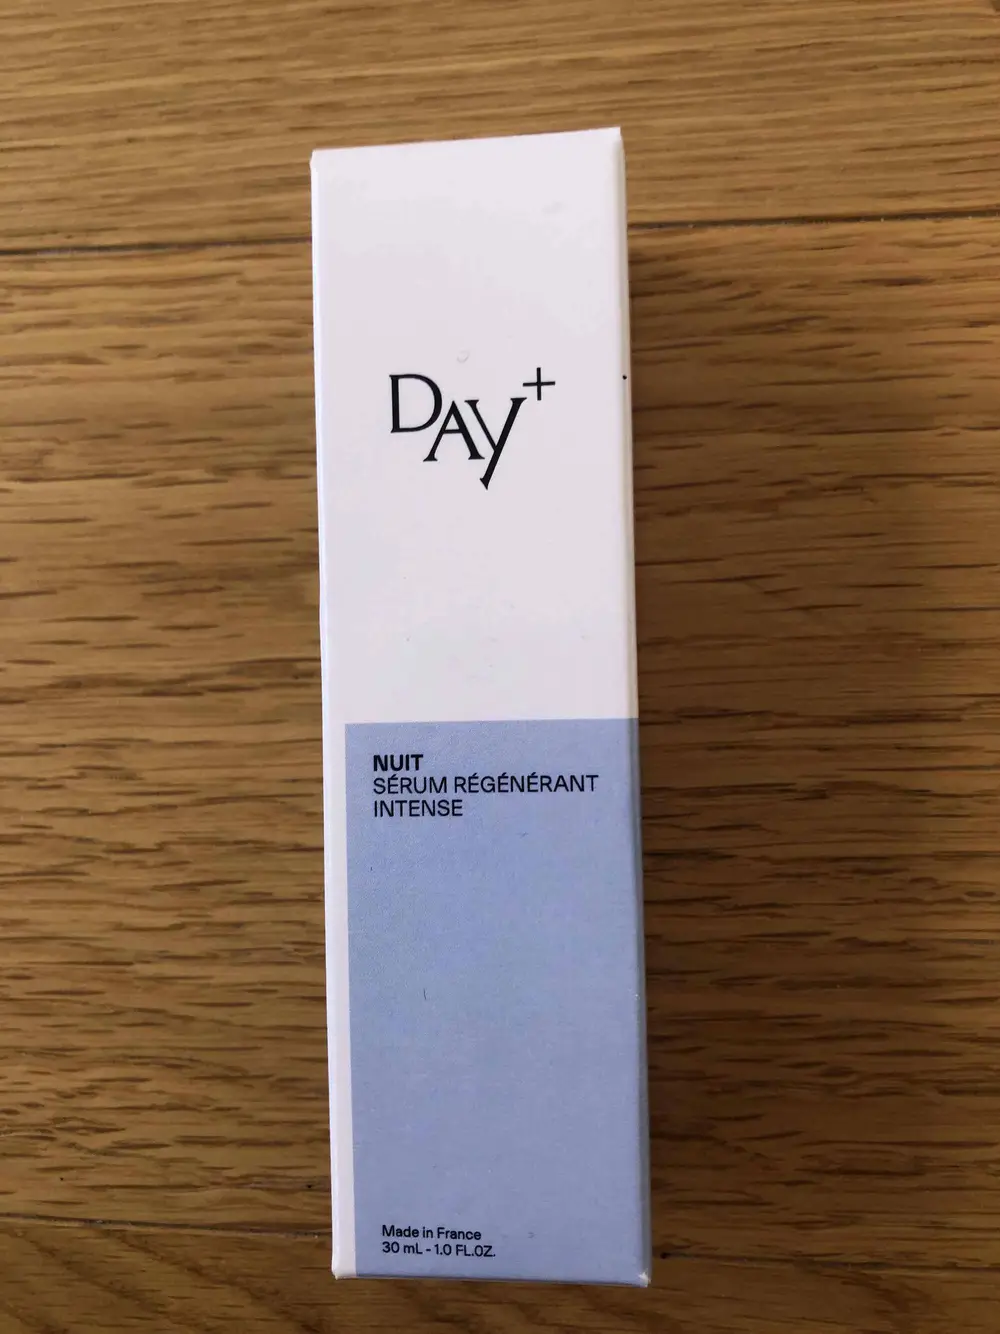 DAY+
NUIT
SÉRUM RÉGÉNÉRANT
INTENSE
Made in France
30 mL - 1.0 FL.OZ.